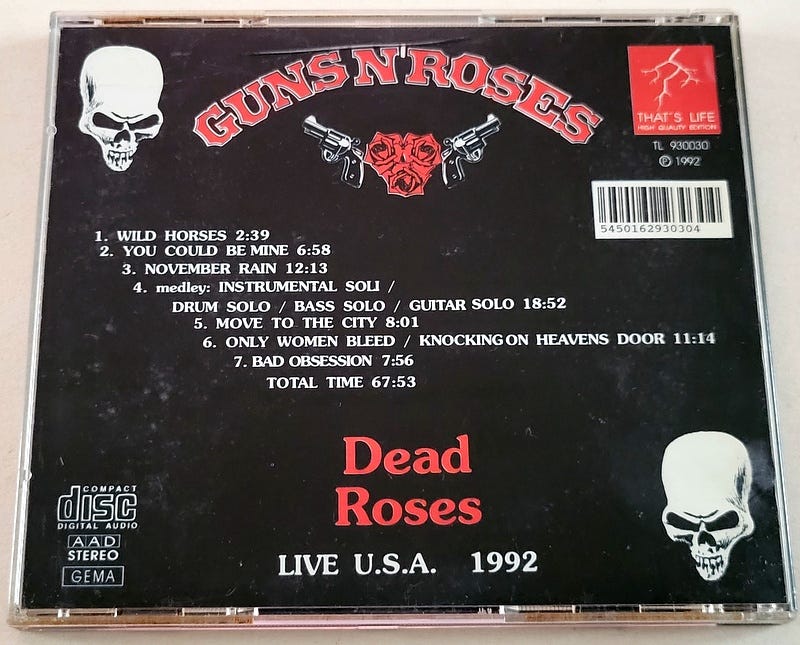 GUNS N' ROSES
THAT'S LIFE
HIGH QUALITY EDITION
TL 930030
℗ 1992
5450162930304
1. WILD HORSES 2:39
2. YOU COULD BE MINE 6:58
3. NOVEMBER RAIN 12:13
4. medley: INSTRUMENTAL SOLI /
DRUM SOLO / BASS SOLO / GUITAR SOLO 18:52
5. MOVE TO THE CITY 8:01
6. ONLY WOMEN BLEED / KNOCKING ON HEAVENS DOOR 11:14
7. BAD OBSESSION 7:56
TOTAL TIME 67:53
Dead
Roses
LIVE U.S.A. 1992
COMPACT
disc
DIGITAL AUDIO
AAD
STEREO
GEMA